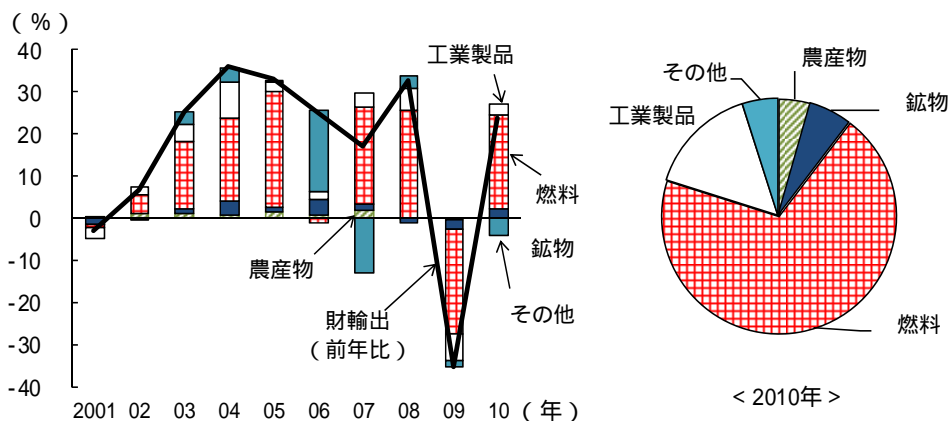 (%)
40
30
20
10
0
-10
-20
-30
-40
2001 02 03 04 05 06 07 08 09 10 (年)
工業製品
燃料
農産物
鉱物
その他
財輸出
(前年比)
農産物
その他
鉱物
工業製品
燃料
<2010年>